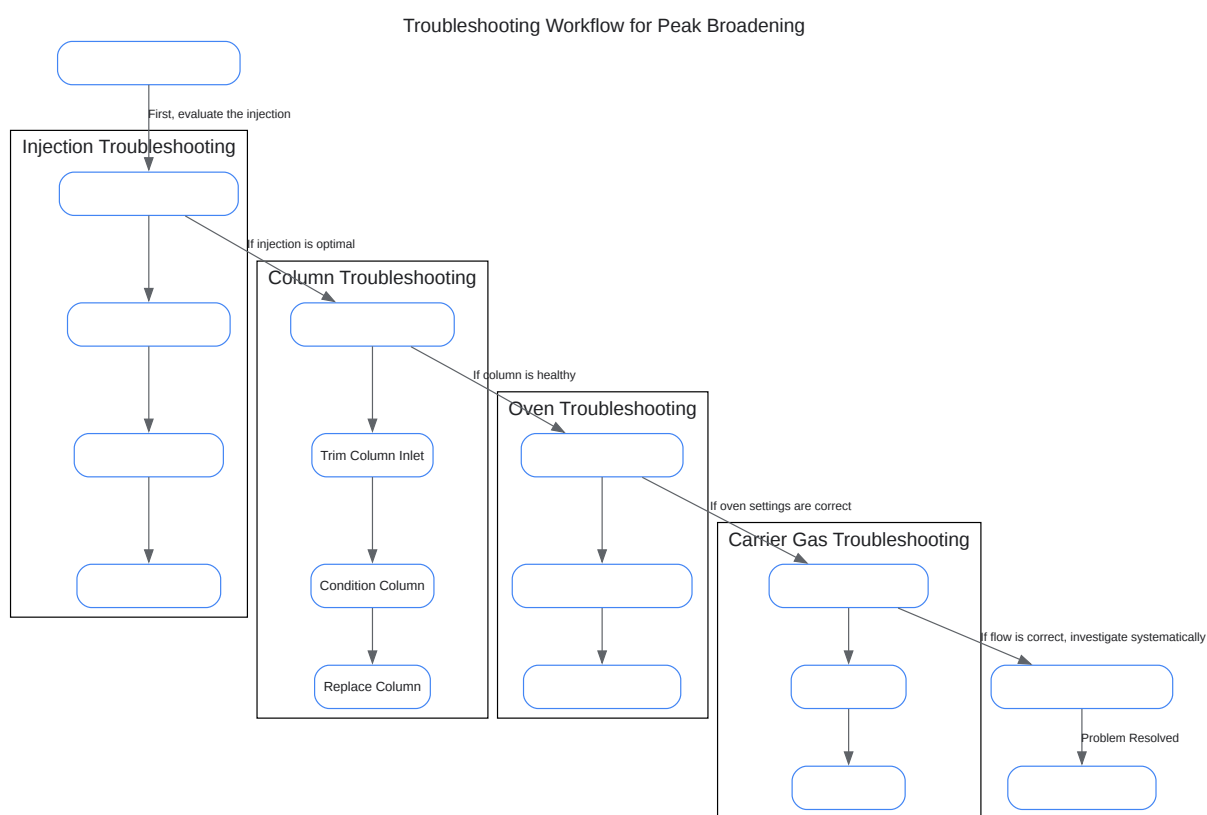 Troubleshooting Workflow for Peak Broadening
First, evaluate the injection
Injection Troubleshooting
If injection is optimal
Column Troubleshooting
If column is healthy
Oven Troubleshooting
Trim Column Inlet
If oven settings are correct
Carrier Gas Troubleshooting
Condition Column
If flow is correct, investigate systematically
Replace Column
Problem Resolved